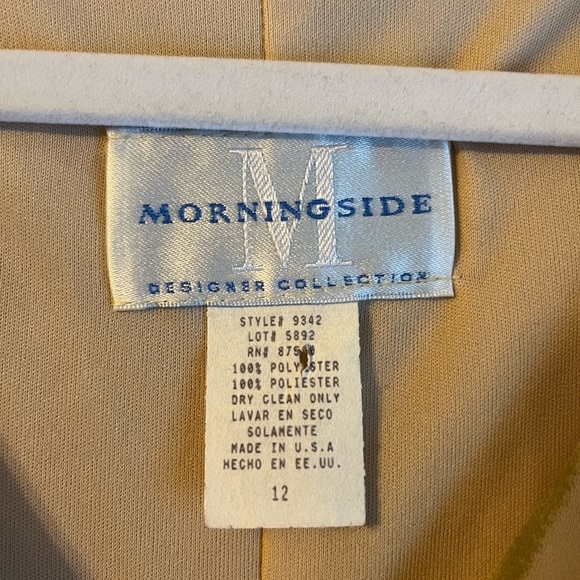 M
MORNINGSIDE
DESIGNER COLLECTION
STYLE# 9342
LOT# 5892
RN#
100% POLYESTER
100% POLIESTER
DRY CLEAN ONLY
LAVAR EN SECO
SOLAMENTE
MADE IN U.S.A
HECHO EN EE.UU.
12